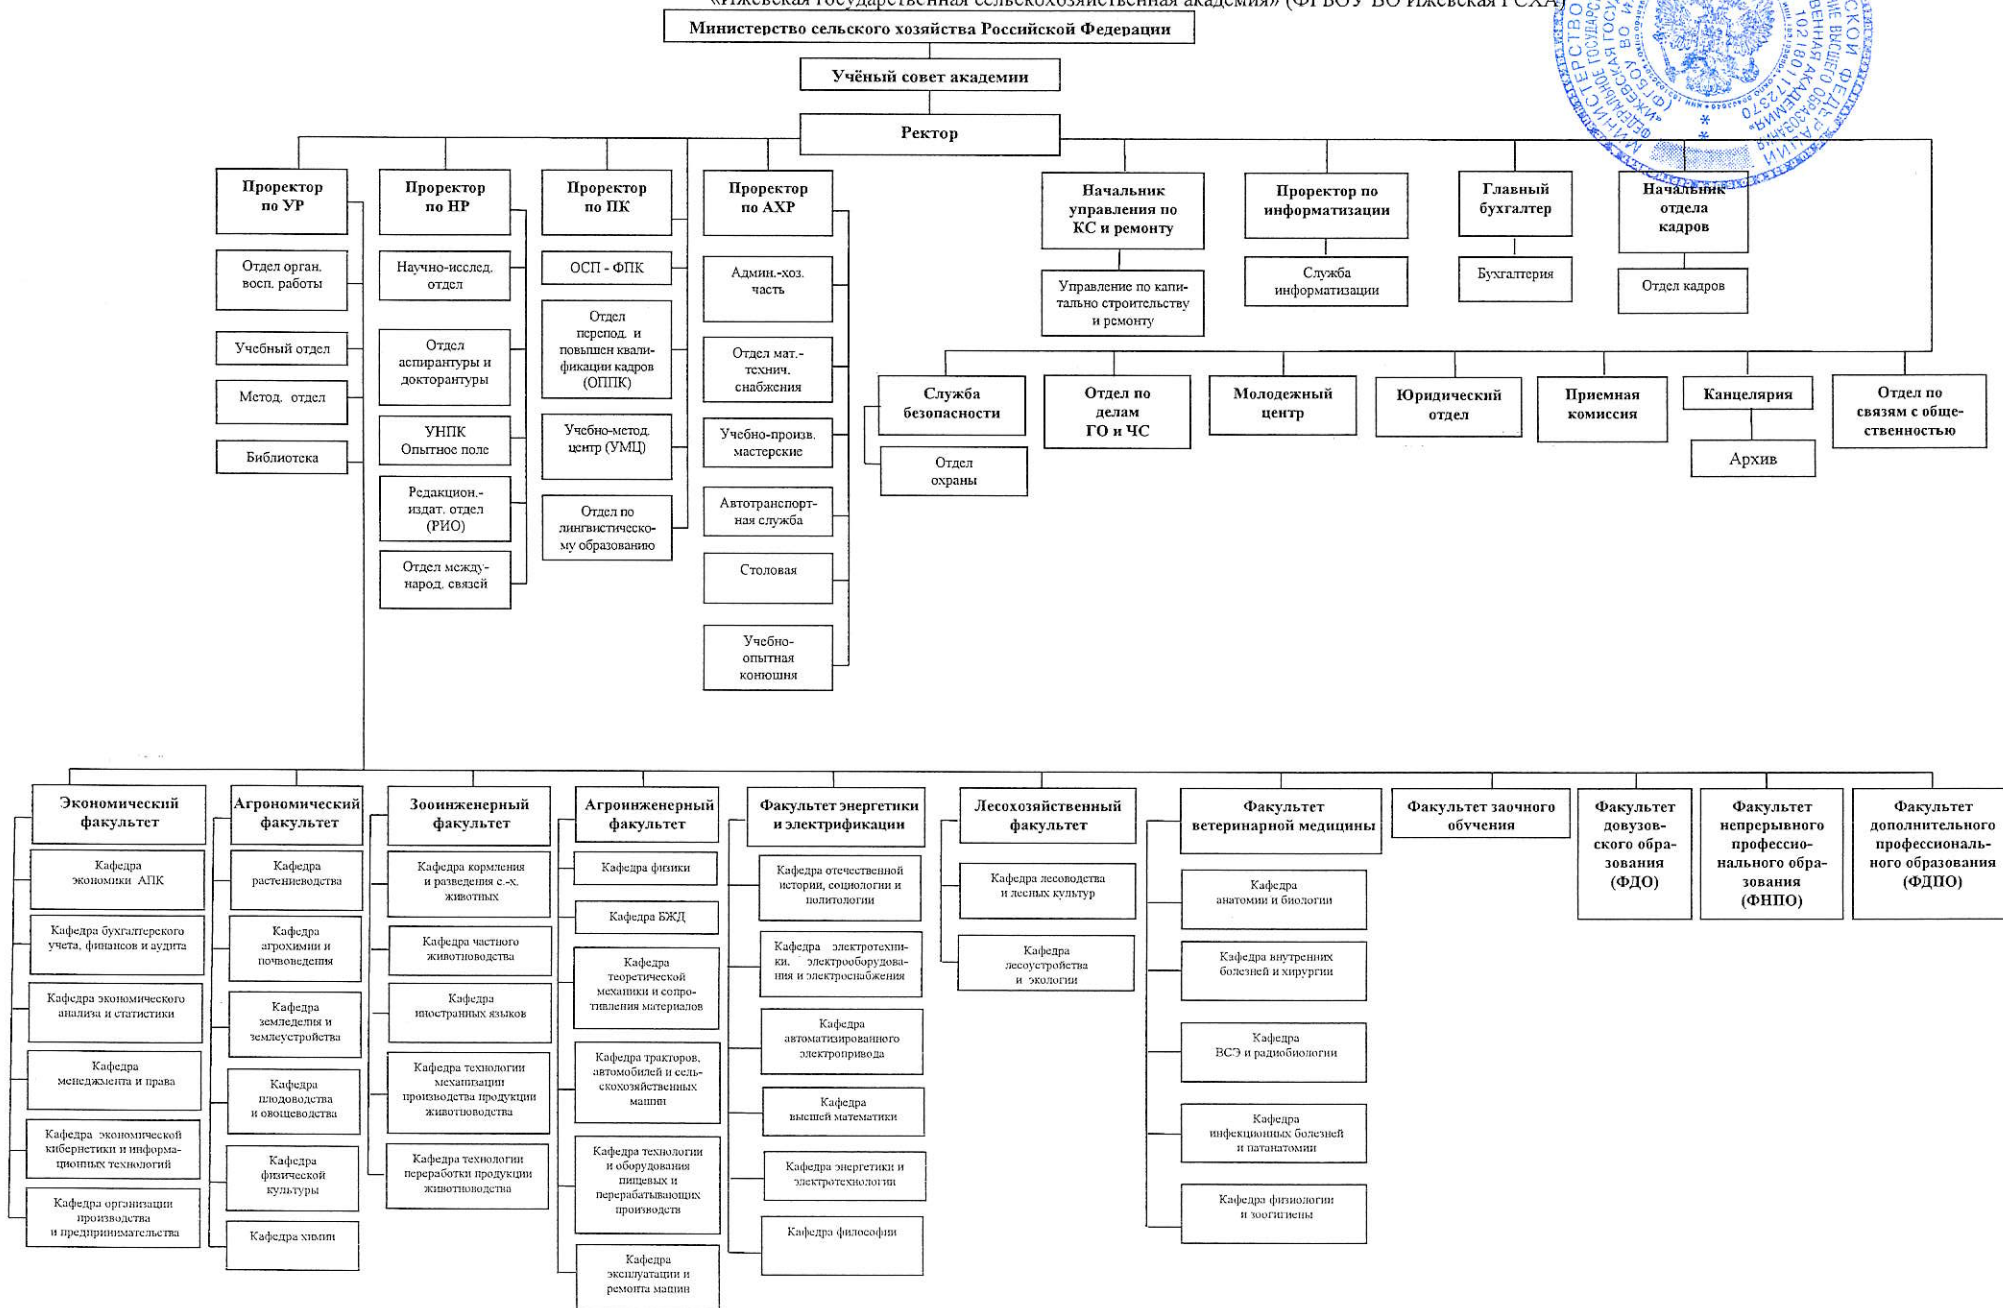 «Ижевская государственная сельскохозяйственная академия» (ФГБОУ ВО Ижевская ГСХА)
Министерство сельского хозяйства Российской Федерации
Учёный совет академии
Ректор
Проректор
по УР
Отдел орган.
восп. работы
Учебный отдел
Метод. отдел
Библиотека
Проректор
по НР
Научно-исслед.
отдел
Отдел
аспирантуры и
докторантуры
УНПК
Опытное поле
Редакцион.-
издат. отдел
(РИО)
Отдел между-
народ. связей
Проректор
по ПК
ОСП - ФПК
Отдел
перепод. и
повышен квали-
фикации кадров
(ОППК)
Учебно-метод.
центр (УМЦ)
Отдел по
лингвистическо-
му образованию
Проректор
по АХР
Админ.-хоз.
часть
Отдел мат.-
технич.
снабжения
Учебно-произв.
мастерские
Автотранспорт-
ная служба
Столовая
Учебно-
опытная
конюшня
Начальник
управления по
КС и ремонту
Управление по капи-
тально строительству
и ремонту
Проректор по
информатизации
Служба
информатизации
Главный
бухгалтер
Бухгалтерия
Начальник
отдела
кадров
Отдел кадров
Служба
безопасности
Отдел
охраны
Отдел по
делам
ГО и ЧС
Молодежный
центр
Юридический
отдел
Приемная
комиссия
Канцелярия
Архив
Отдел по
связям с обще-
ственностью
Экономический
факультет
Кафедра
экономики АПК
Кафедра бухгалтерского
учета, финансов и аудита
Кафедра экономического
анализа и статистики
Кафедра
менеджмента и права
Кафедра экономической
кибернетики и информа-
ционных технологий
Кафедра организации
производства
и предпринимательства
Агрономический
факультет
Кафедра
растениеводства
Кафедра
агрохимии и
почвоведения
Кафедра
земледелия и
землеустройства
Кафедра
плодоводства
и овощеводства
Кафедра
физической
культуры
Кафедра химии
Зооинженерный
факультет
Кафедра кормления
и разведения с.-х.
животных
Кафедра частного
животноводства
Кафедра
иностранных языков
Кафедра технологии
механизации
производства продукции
животноводства
Кафедра технологии
переработки продукции
животноводства
Агроинженерный
факультет
Кафедра физики
Кафедра БЖД
Кафедра
теоретической
механики и сопро-
тивления материалов
Кафедра тракторов,
автомобилей и сель-
скохозяйственных
машин
Кафедра технологии
и оборудования
пищевых и
перерабатывающих
производств
Кафедра
эксплуатации и
ремонта машин
Факультет энергетики
и электрификации
Кафедра отечественной
истории, социологии и
политологии
Кафедра электротехни-
ки, электрооборудова-
ния и электроснабжения
Кафедра
автоматизированного
электропривода
Кафедра
высшей математики
Кафедра энергетики и
электротехнологии
Кафедра философии
Лесохозяйственный
факультет
Кафедра лесоводства
и лесных культур
Кафедра
лесоустройства
и экологии
Факультет
ветеринарной медицины
Кафедра
анатомии и биологии
Кафедра внутренних
болезней и хирургии
Кафедра
ВСЭ и радиобиологии
Кафедра
инфекционных болезней
и патанатомии
Кафедра физиологии
и зоогигиены
Факультет заочного
обучения
Факультет
довузов-
ского обра-
зования
(ФДО)
Факультет
непрерывного
профессио-
нального обра-
зования
(ФНПО)
Факультет
дополнительного
профессиональ-
ного образования
(ФДПО)